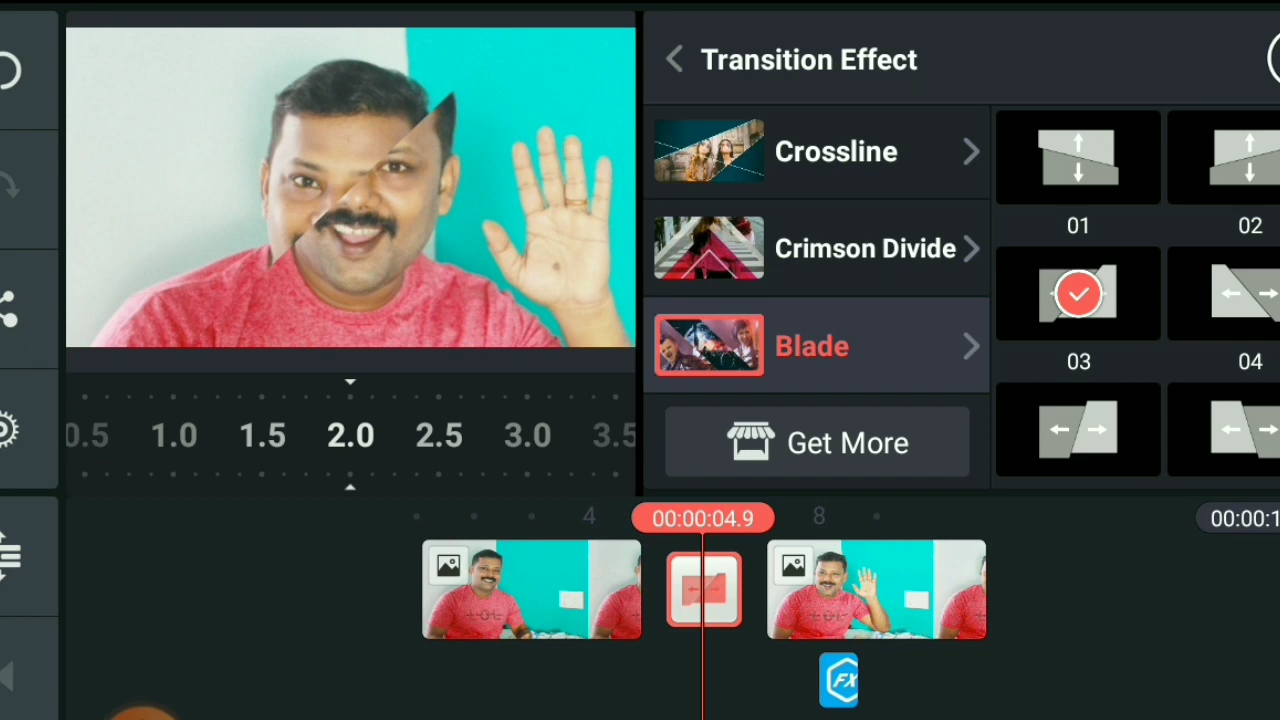 Transition Effect
Crossline
Crimson Divide
Blade
Get More
01
02
03
04
0.5
1.0
1.5
2.0
2.5
3.0
3.5
4
00:00:04.9
8
00:00:1
FX